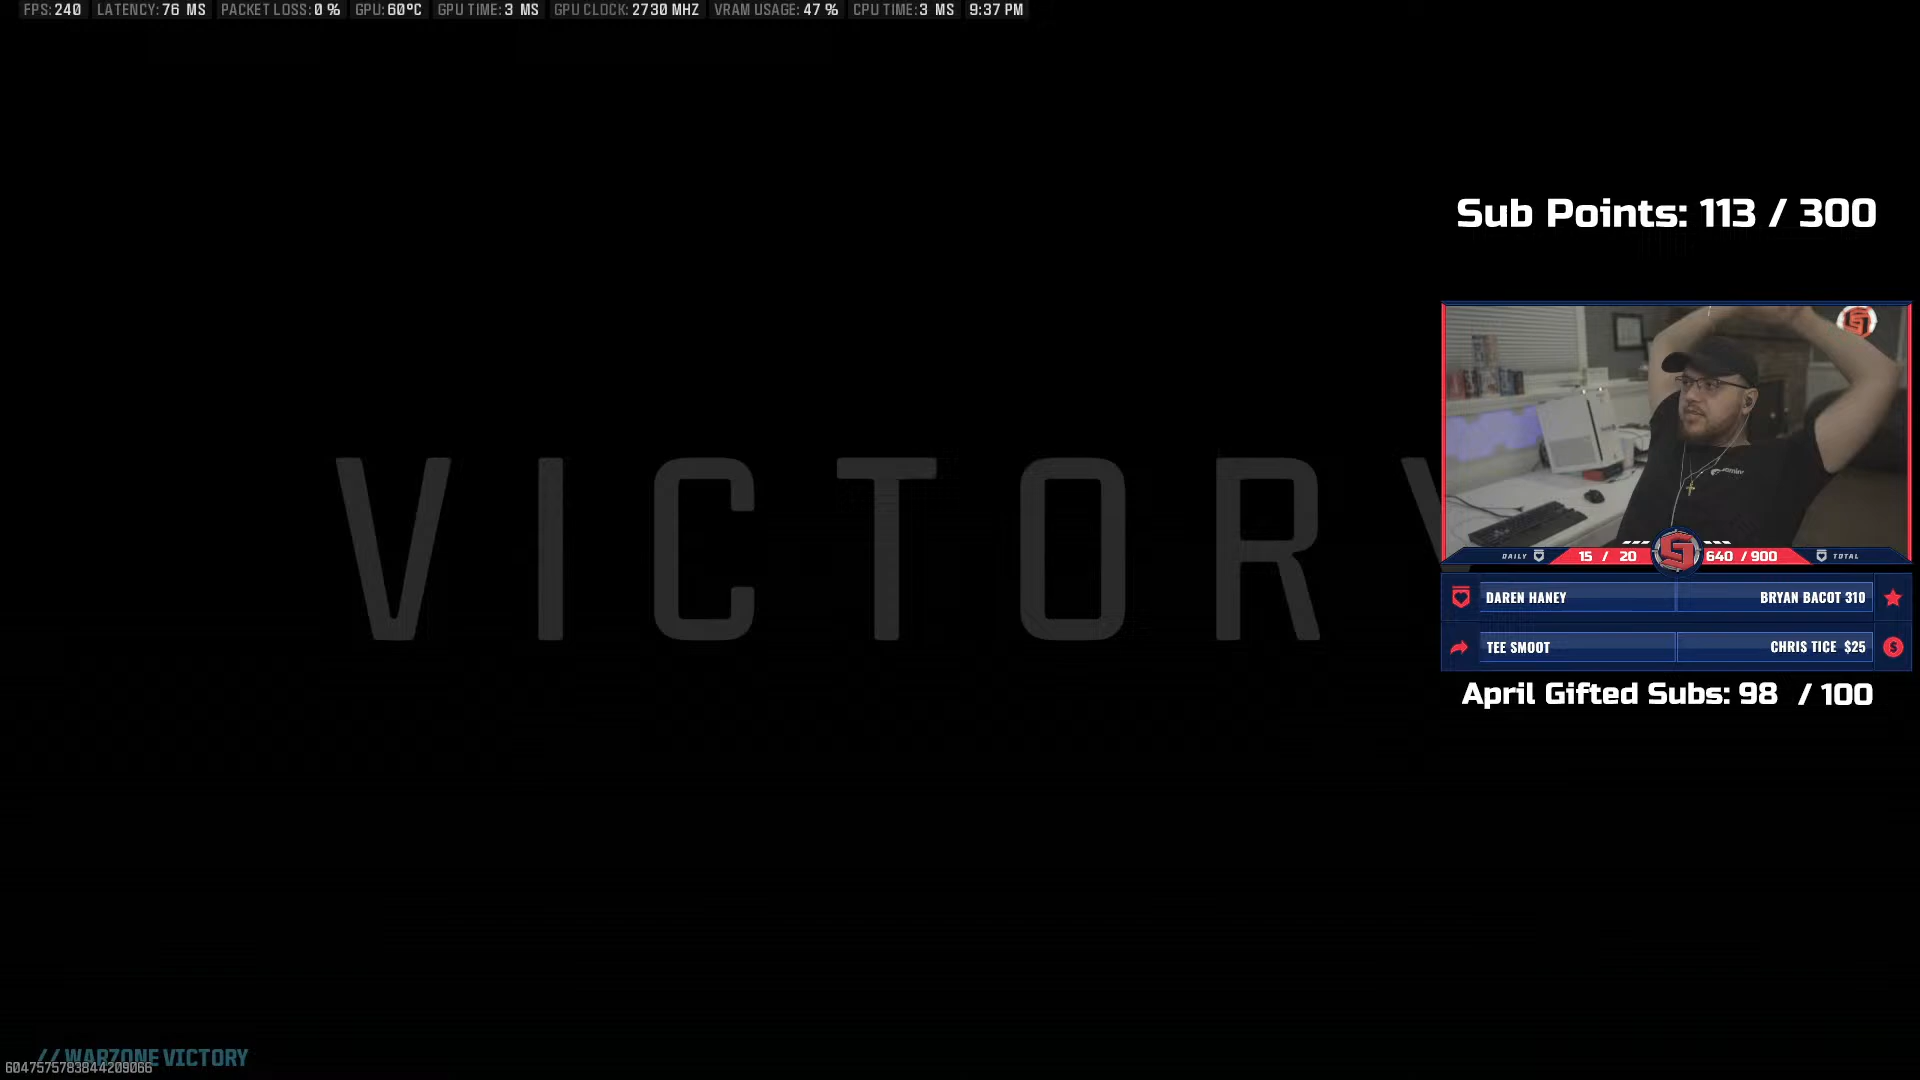 FPS: 240 LATENCY: 76 MS PACKET LOSS: 0 % GPU: 60°C GPU TIME: 3 MS GPU CLOCK: 2730 MHZ VRAM USAGE: 47 % CPU TIME: 3 MS 9:37 PM
Sub Points: 113 / 300
VICTORY
DAILY 15 / 20 640 / 900 TOTAL
DAREN HANEY BRYAN BACOT 310
TEE SMOOT CHRIS TICE $25
April Gifted Subs: 98 / 100
// WARZONE VICTORY
6047575783844209066